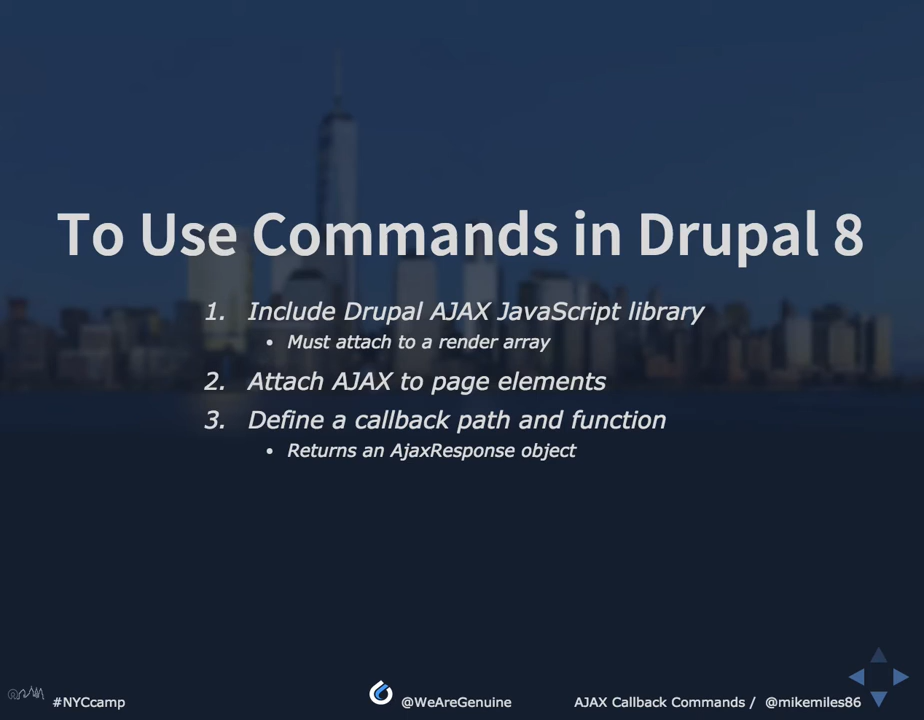 To Use Commands in Drupal 8
1. Include Drupal AJAX JavaScript library
• Must attach to a render array
2. Attach AJAX to page elements
3. Define a callback path and function
• Returns an AjaxResponse object
#NYCcamp
@WeAreGenuine
AJAX Callback Commands / @mikemiles86